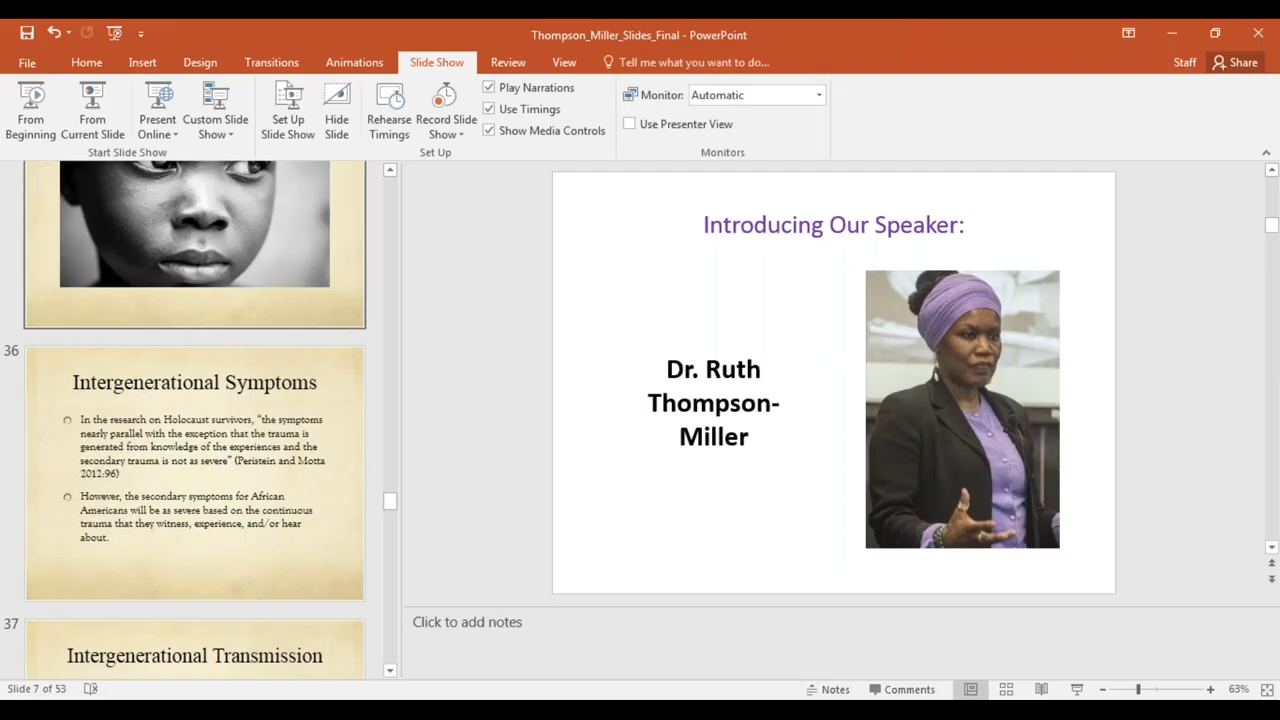 Thompson_Miller_Slides_Final - PowerPoint
File Home Insert Design Transitions Animations Slide Show Review View Tell me what you want to do... Staff Share
From Beginning
From Current Slide
Present Online
Custom Slide Show
Start Slide Show
Set Up Slide Show
Hide Slide
Rehearse Timings
Record Slide Show
Play Narrations
Use Timings
Show Media Controls
Set Up
Monitor: Automatic
Use Presenter View
Monitors
36
Intergenerational Symptoms
In the research on Holocaust survivors, “the symptoms
nearly parallel with the exception that the trauma is
generated from knowledge of the experiences and the
secondary trauma is not as severe” (Peristein and Motta
2012:96)
However, the secondary symptoms for African
Americans will be as severe based on the continuous
trauma that they witness, experience, and/or hear
about.
37
Intergenerational Transmission
Introducing Our Speaker:
Dr. Ruth
Thompson-
Miller
Click to add notes
Slide 7 of 53
Notes Comments 63%